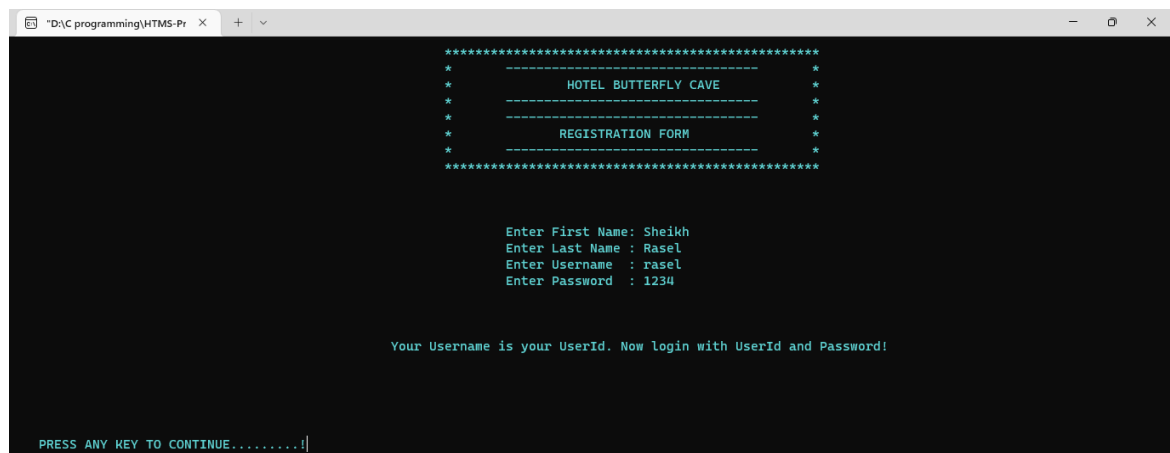 "D:\C programming\HTMS-Pr
*************************************************
* --------------------------------- *
* HOTEL BUTTERFLY CAVE *
* --------------------------------- *
* --------------------------------- *
* REGISTRATION FORM *
* --------------------------------- *
*************************************************
Enter First Name: Sheikh
Enter Last Name : Rasel
Enter Username  : rasel
Enter Password  : 1234
Your Username is your UserId. Now login with UserId and Password!
PRESS ANY KEY TO CONTINUE.........!